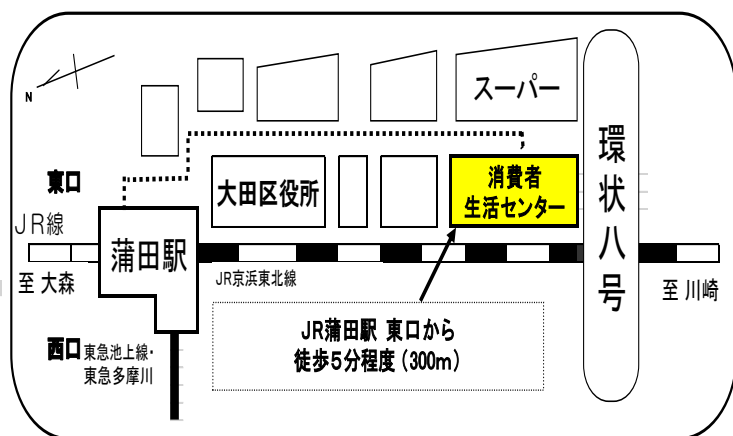 N
スーパー
東口
大田区役所
消費者
生活センター
環状八号
JR線
蒲田駅
至 大森
JR京浜東北線
至 川崎
JR蒲田駅 東口から
徒歩5分程度(300m)
西口
東急池上線・
東急多摩川